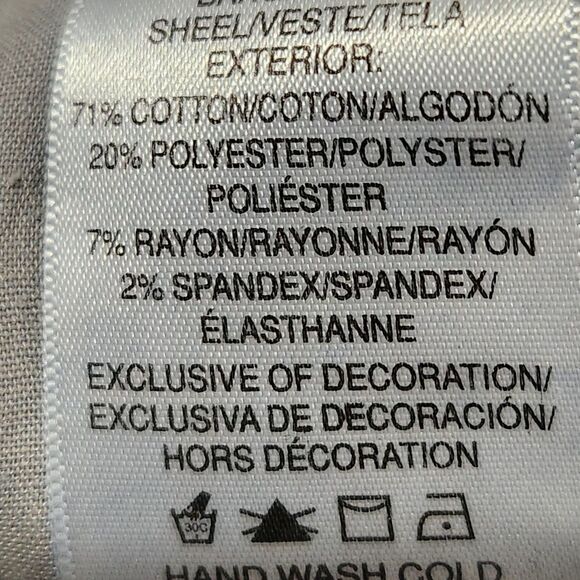 SHEEL/VESTE/TELA
EXTERIOR:
71% COTTON/COTON/ALGODÓN
20% POLYESTER/POLYSTER/
POLIÉSTER
7% RAYON/RAYONNE/RAYÓN
2% SPANDEX/SPANDEX/
ÉLASTHANNE
EXCLUSIVE OF DECORATION/
EXCLUSIVA DE DECORACIÓN/
HORS DÉCORATION
30C
HAND WASH COLD